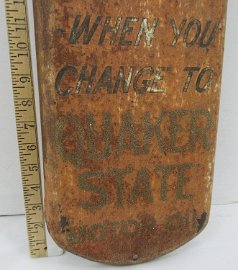 WHEN YOU
CHANGE TO
QUAKER
STATE
MOTOR OIL